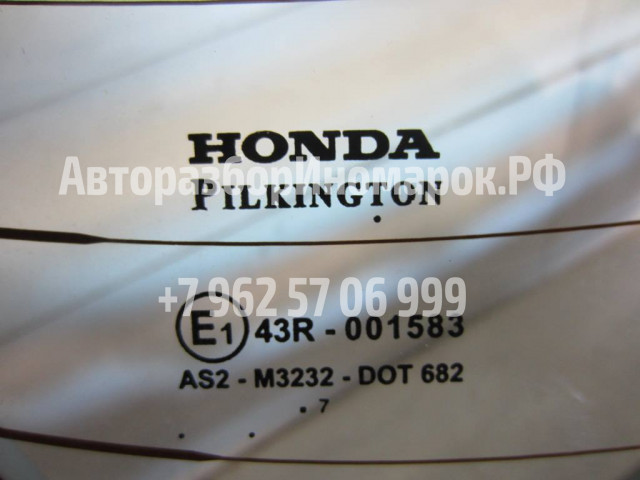 HONDA
АвторазборИномарок.РФ
PILKINGTON
+7 962 57 06 999
E1 43R - 001583
AS2 - M3232 - DOT 682
. 7